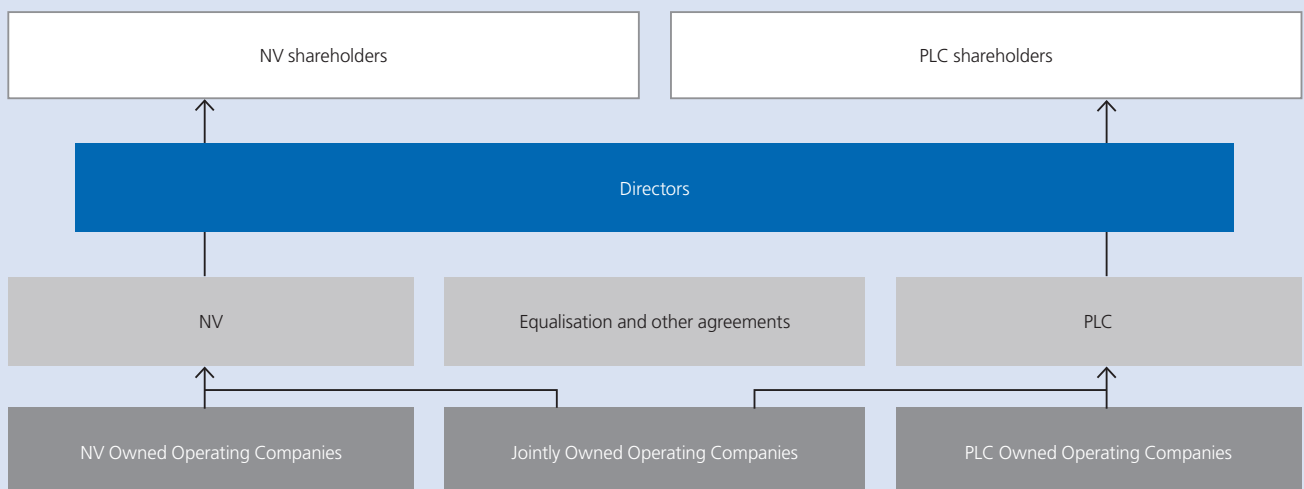 NV shareholders
PLC shareholders
Directors
NV
Equalisation and other agreements
PLC
NV Owned Operating Companies
Jointly Owned Operating Companies
PLC Owned Operating Companies